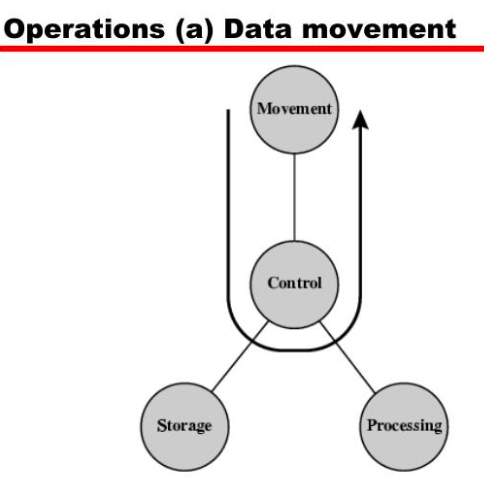 Operations (a) Data movement
Movement
Control
Storage
Processing